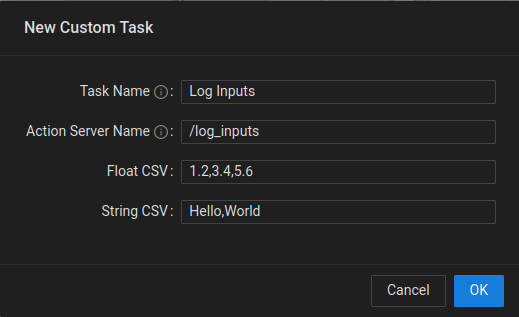 New Custom Task
Task Name ⓘ: Log Inputs
Action Server Name ⓘ: /log_inputs
Float CSV: 1.2,3.4,5.6
String CSV: Hello,World
Cancel OK